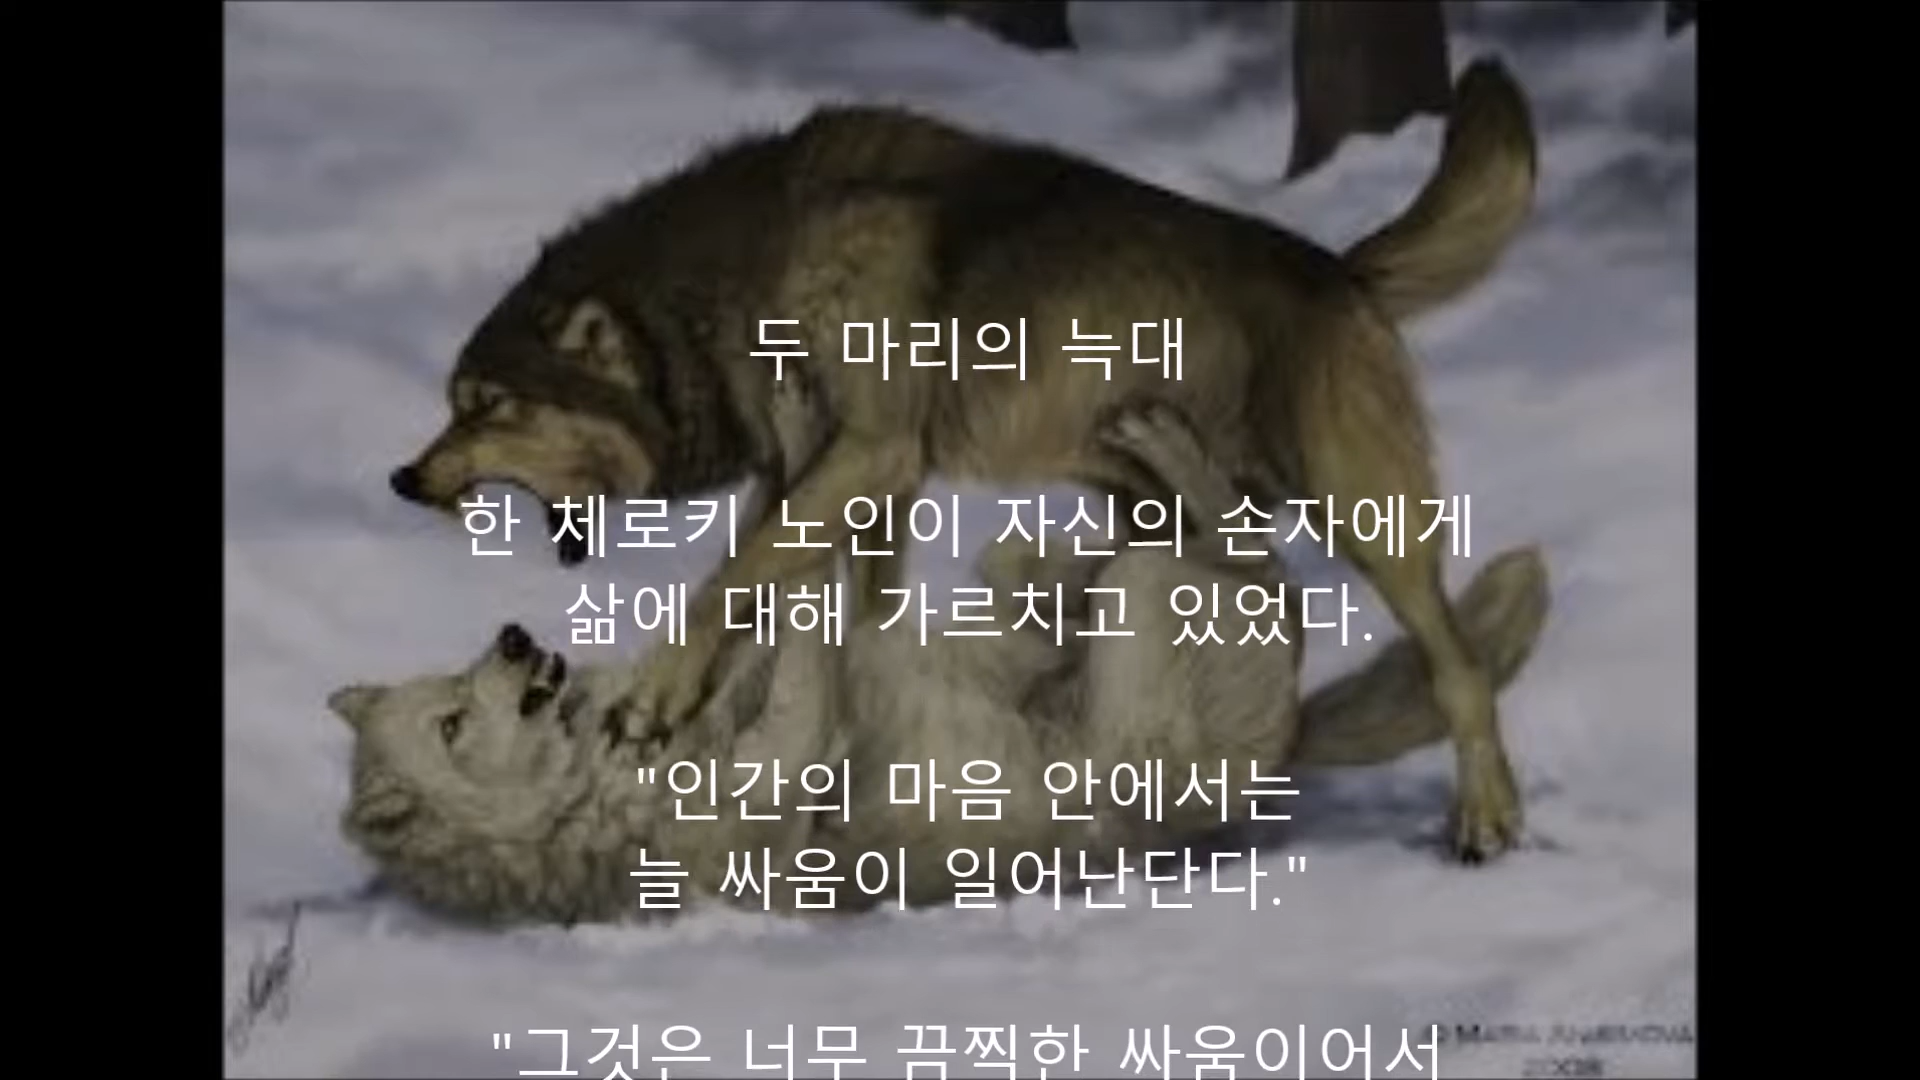 두 마리의 늑대
한 체로키 노인이 자신의 손자에게
삶에 대해 가르치고 있었다.
"인간의 마음 안에서는
늘 싸움이 일어난단다."
"그것은 너무 끔찍한 싸움이어서
2008